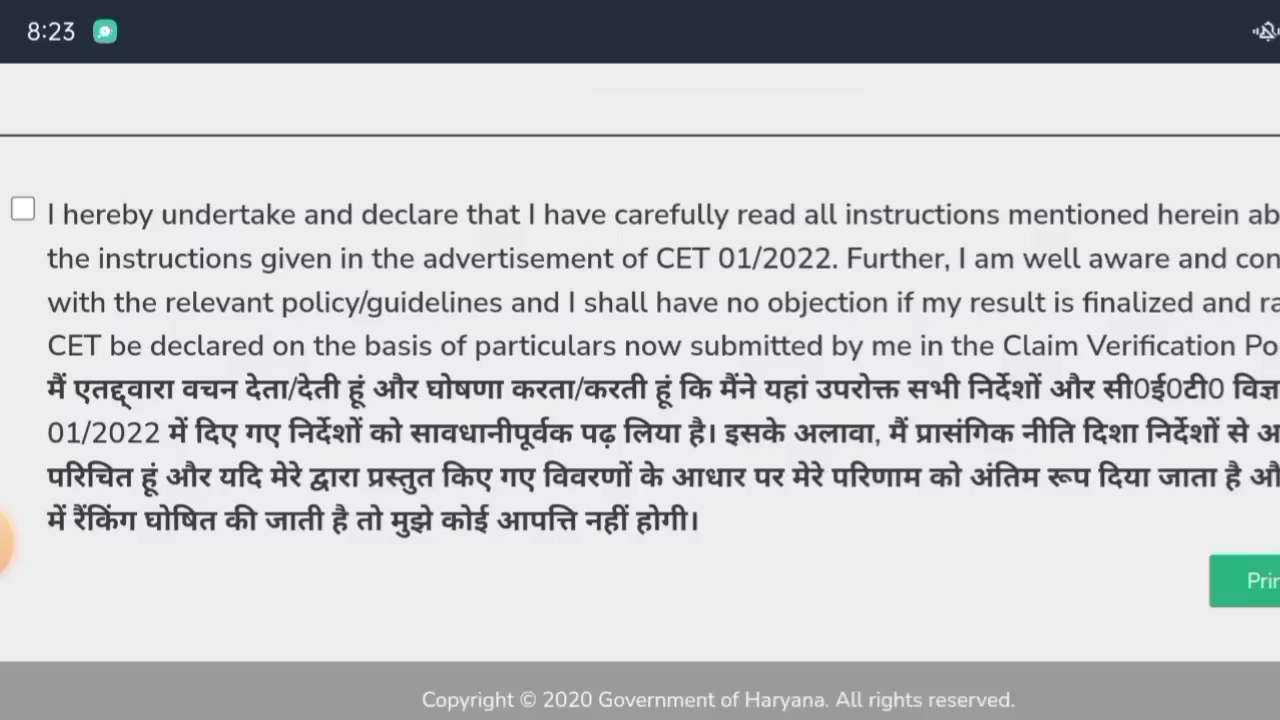 8:23
I hereby undertake and declare that I have carefully read all instructions mentioned herein ab
the instructions given in the advertisement of CET 01/2022. Further, I am well aware and con
with the relevant policy/guidelines and I shall have no objection if my result is finalized and ra
CET be declared on the basis of particulars now submitted by me in the Claim Verification Po
मैं एतद्द्वारा वचन देता/देती हूं और घोषणा करता/करती हूं कि मैंने यहां उपरोक्त सभी निर्देशों और सी0ई0टी0 विज्ञ
01/2022 में दिए गए निर्देशों को सावधानीपूर्वक पढ़ लिया है। इसके अलावा, मैं प्रासंगिक नीति दिशा निर्देशों से अ
परिचित हूं और यदि मेरे द्वारा प्रस्तुत किए गए विवरणों के आधार पर मेरे परिणाम को अंतिम रूप दिया जाता है औ
में रैंकिंग घोषित की जाती है तो मुझे कोई आपत्ति नहीं होगी।
Prin
Copyright © 2020 Government of Haryana. All rights reserved.